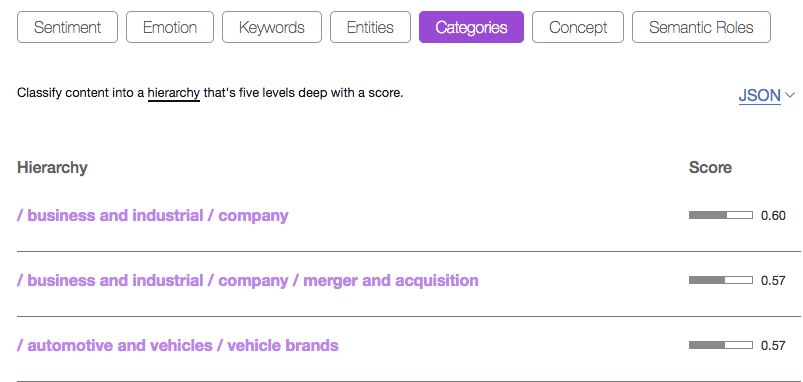 Sentiment Emotion Keywords Entities Categories Concept Semantic Roles
Classify content into a hierarchy that's five levels deep with a score.
JSON
Hierarchy Score
/ business and industrial / company 0.60
/ business and industrial / company / merger and acquisition 0.57
/ automotive and vehicles / vehicle brands 0.57